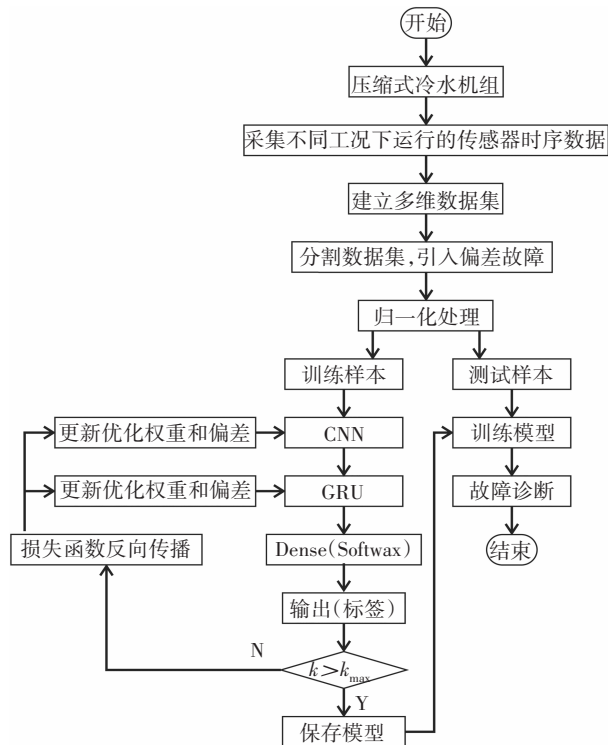 开始
压缩式冷水机组
采集不同工况下运行的传感器时序数据
建立多维数据集
分割数据集,引入偏差故障
归一化处理
训练样本
测试样本
更新优化权重和偏差
CNN
训练模型
更新优化权重和偏差
GRU
故障诊断
损失函数反向传播
Dense(Softwax)
结束
输出(标签)
N
k>kmax
Y
保存模型